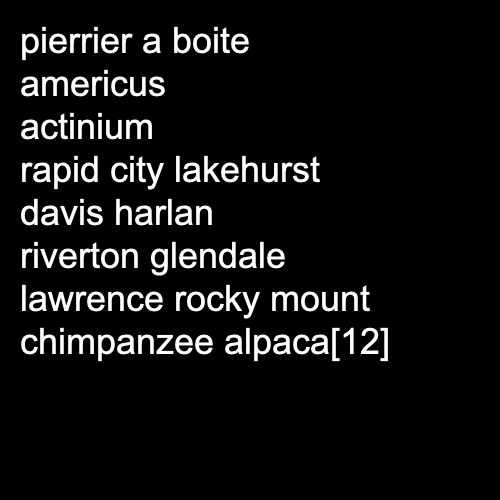 pierrier a boite
americus
actinium
rapid city lakehurst
davis harlan
riverton glendale
lawrence rocky mount
chimpanzee alpaca[12]